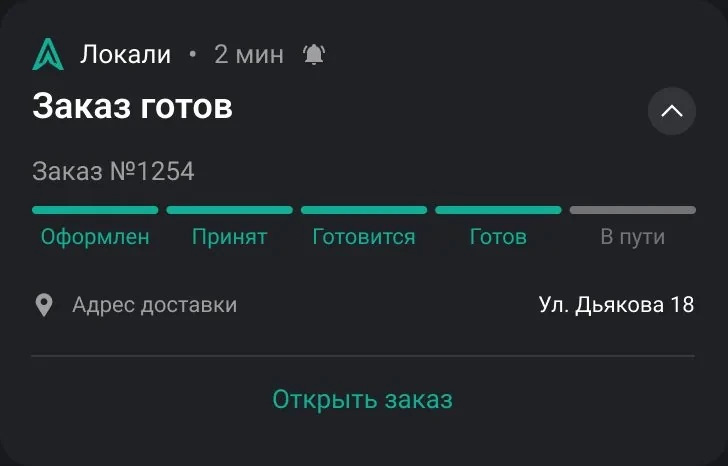 Локали • 2 мин
Заказ готов
Заказ №1254
Оформлен Принят Готовится Готов В пути
Адрес доставки Ул. Дьякова 18
Открыть заказ